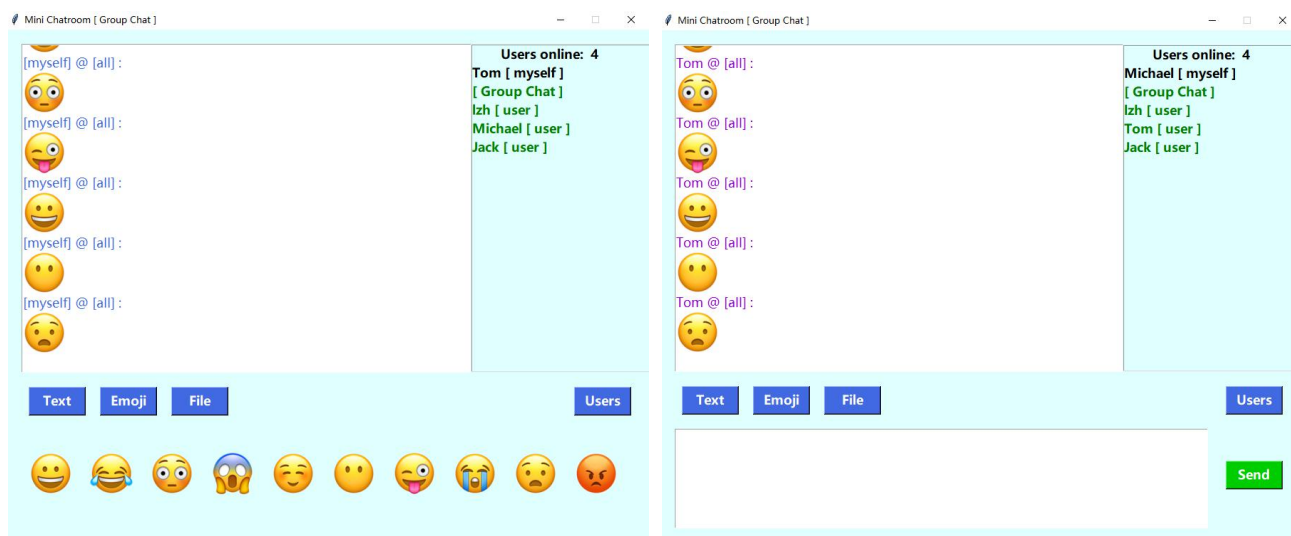 Mini Chatroom [ Group Chat ]
[myself] @ [all] :
[myself] @ [all] :
[myself] @ [all] :
[myself] @ [all] :
[myself] @ [all] :
Users online: 4
Tom [ myself ]
[ Group Chat ]
lzh [ user ]
Michael [ user ]
Jack [ user ]
Text Emoji File Users
Mini Chatroom [ Group Chat ]
Tom @ [all] :
Tom @ [all] :
Tom @ [all] :
Tom @ [all] :
Tom @ [all] :
Users online: 4
Michael [ myself ]
[ Group Chat ]
lzh [ user ]
Tom [ user ]
Jack [ user ]
Text Emoji File Users
Send